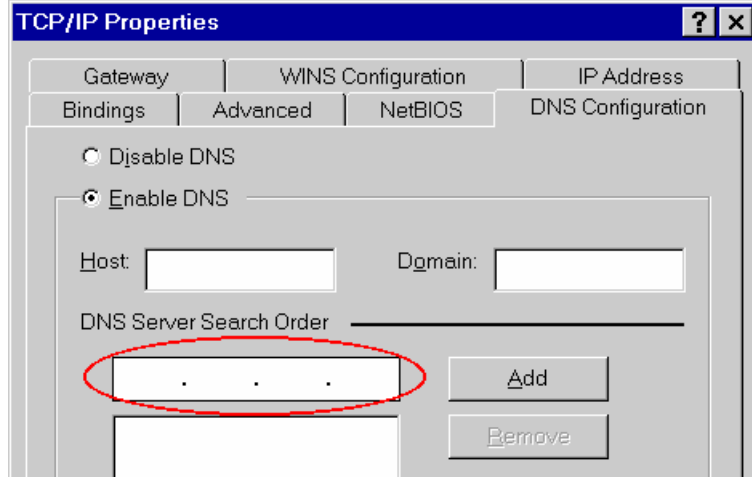 TCP/IP Properties ? ×
Gateway WINS Configuration IP Address
Bindings Advanced NetBIOS DNS Configuration
Disable DNS
Enable DNS
Host: Domain:
DNS Server Search Order
. . . Add
Remove